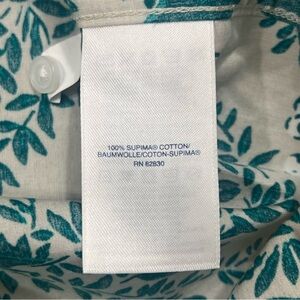 100% SUPIMA® COTTON/
BAUMWOLLE/COTON-SUPIMA®
RN 62830